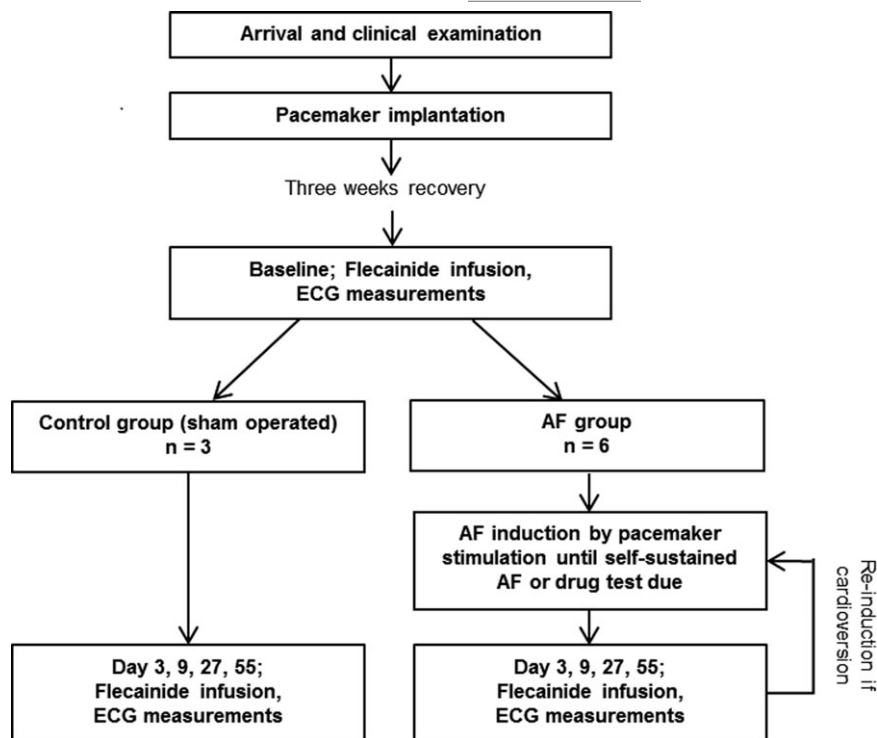 Arrival and clinical examination
Pacemaker implantation
Three weeks recovery
Baseline; Flecainide infusion,
ECG measurements
Control group (sham operated)
n = 3
AF group
n = 6
AF induction by pacemaker
stimulation until self-sustained
AF or drug test due
Re-induction if
cardioversion
Day 3, 9, 27, 55;
Flecainide infusion,
ECG measurements
Day 3, 9, 27, 55;
Flecainide infusion,
ECG measurements